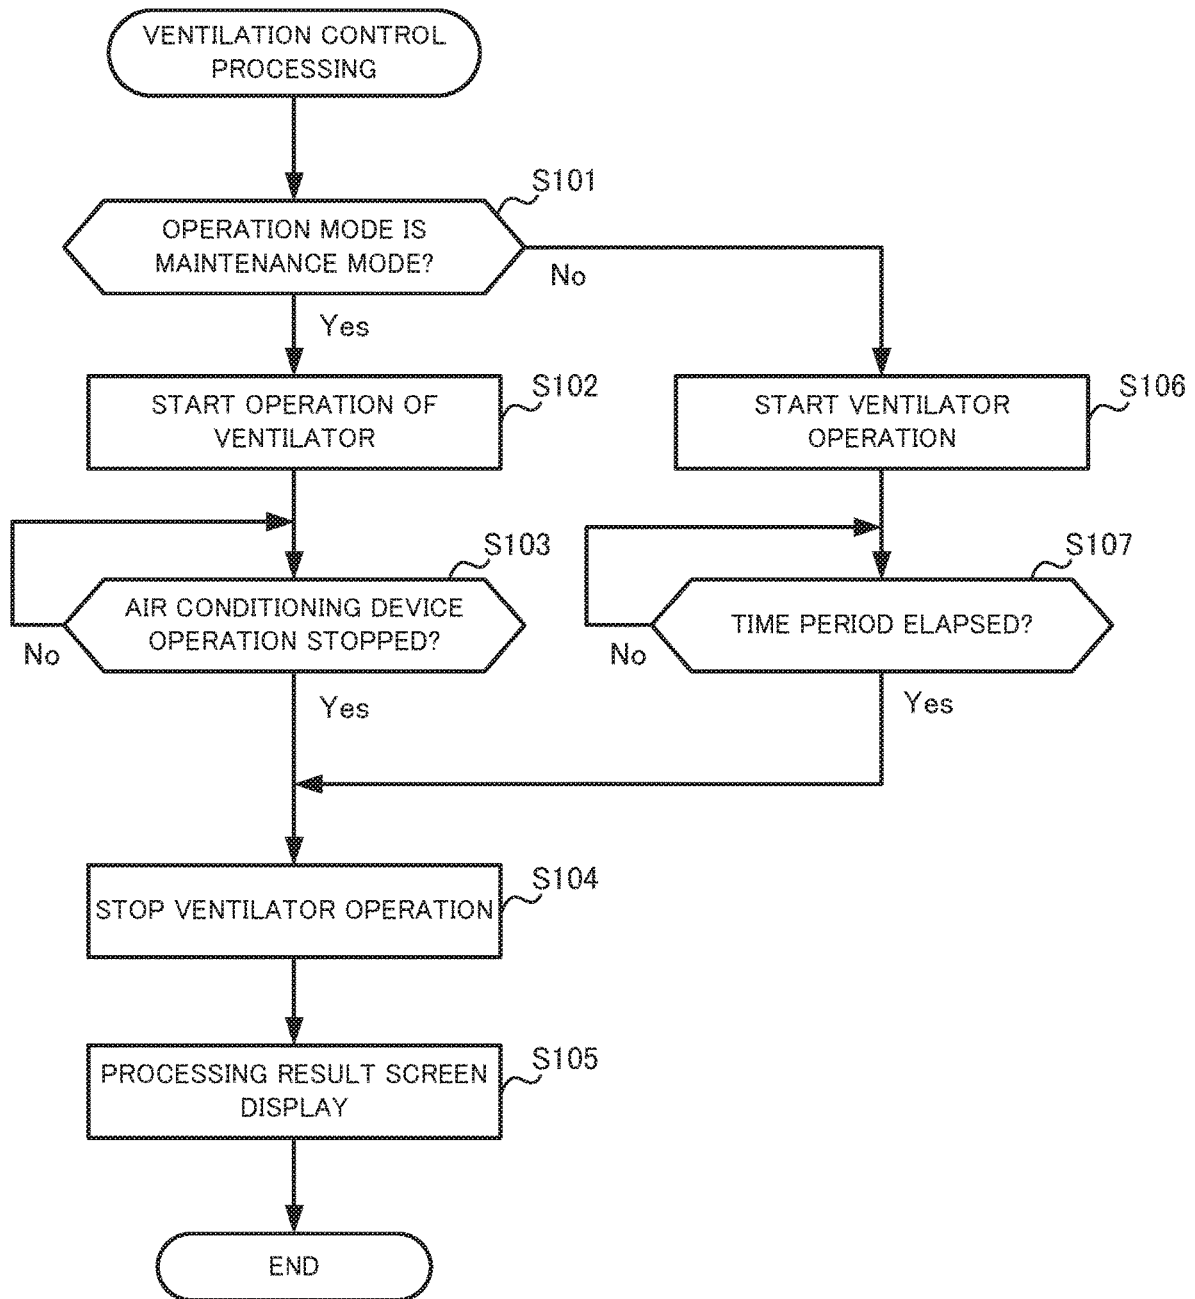 VENTILATION CONTROL
PROCESSING
S101
OPERATION MODE IS
MAINTENANCE MODE?
No
Yes
S102
START OPERATION OF
VENTILATOR
S106
START VENTILATOR
OPERATION
S103
AIR CONDITIONING DEVICE
OPERATION STOPPED?
No
Yes
S107
TIME PERIOD ELAPSED?
No
Yes
S104
STOP VENTILATOR OPERATION
S105
PROCESSING RESULT SCREEN
DISPLAY
END